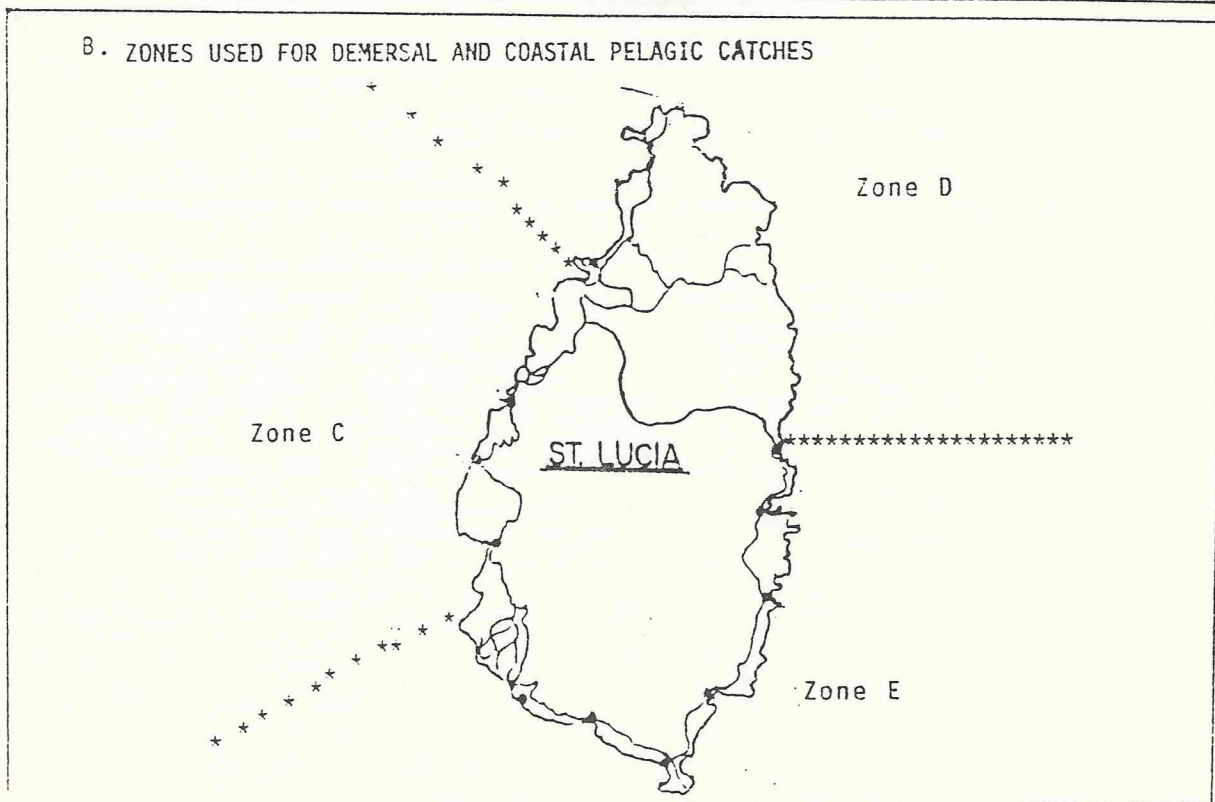 B. ZONES USED FOR DEMERSAL AND COASTAL PELAGIC CATCHES
Zone D
Zone C
ST. LUCIA
Zone E